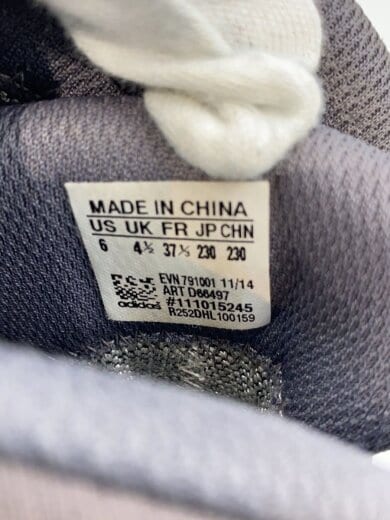 MADE IN CHINA
US UK FR JP CHN
6 4½ 37⅓ 230 230
EVN 791001 11/14
ART D66497
adidas #111015245
R252DHL100159